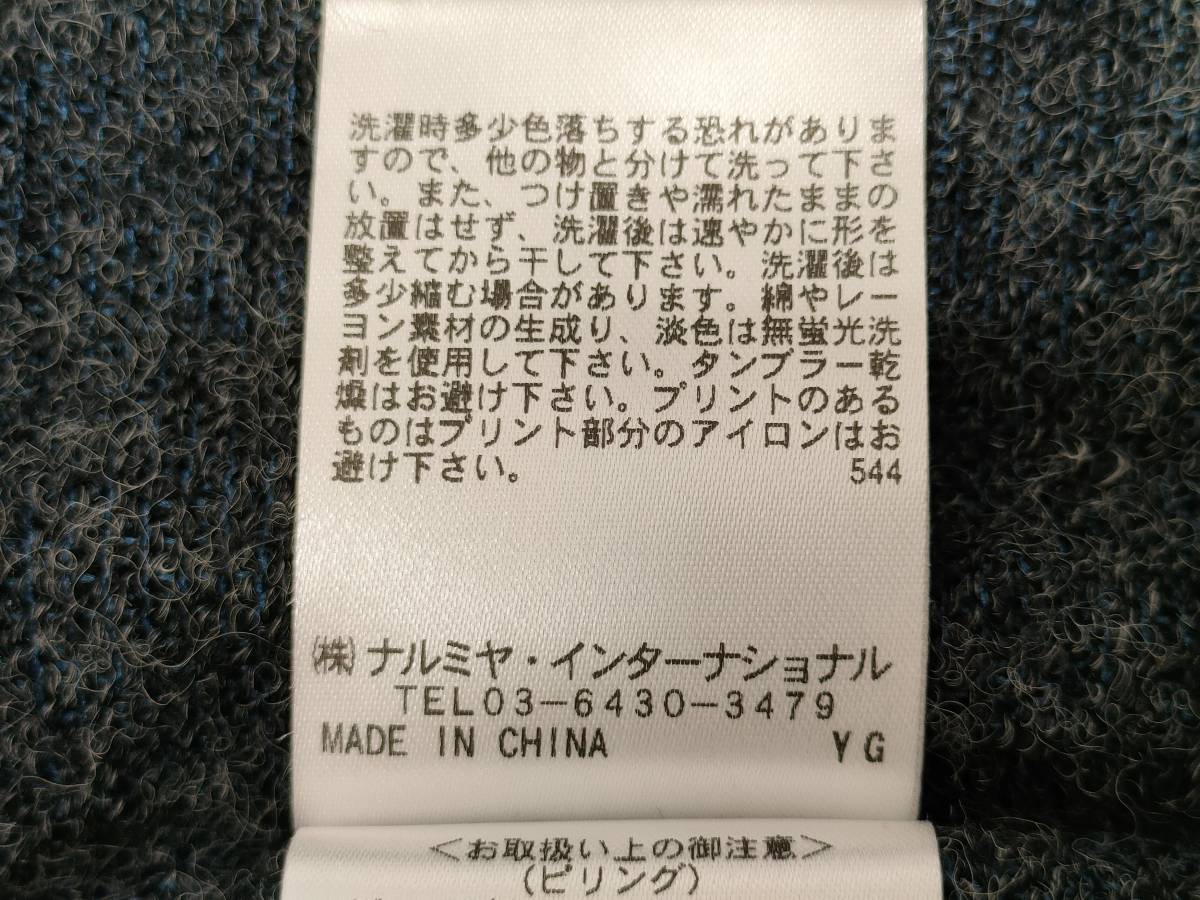 洗濯時多少色落ちする恐れがありま
すので、他の物と分けて洗って下さ
い。また、つけ置きや濡れたままの
放置はせず、洗濯後は速やかに形を
整えてから干して下さい。洗濯後は
多少縮む場合があります。綿やレー
ヨン素材の生成り、淡色は無蛍光洗
剤を使用して下さい。タンブラー乾
燥はお避け下さい。プリントのある
ものはプリント部分のアイロンはお
避け下さい。 544
㈱ナルミヤ・インターナショナル
TEL03-6430-3479
MADE IN CHINA YG
<お取扱い上の御注意>
(ピリング)